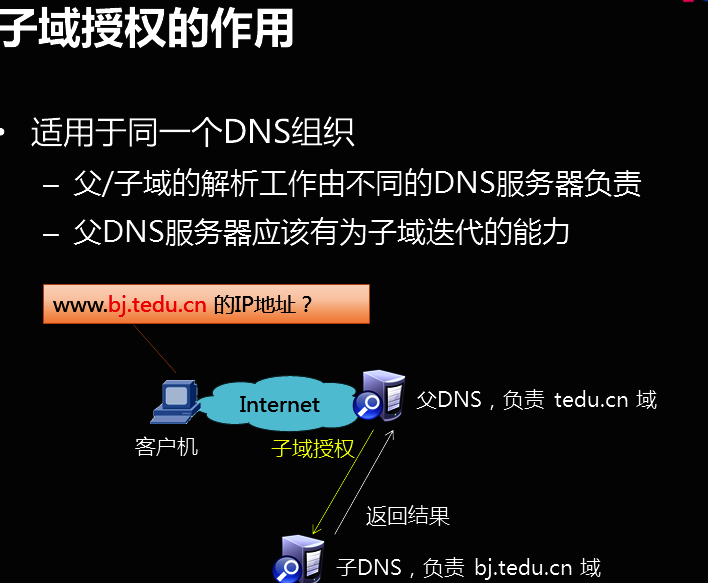 子域授权的作用
• 适用于同一个DNS组织
– 父/子域的解析工作由不同的DNS服务器负责
– 父DNS服务器应该有为子域迭代的能力
www.bj.tedu.cn 的IP地址？
Internet
父DNS，负责 tedu.cn 域
客户机
子域授权
返回结果
子DNS，负责 bj.tedu.cn 域